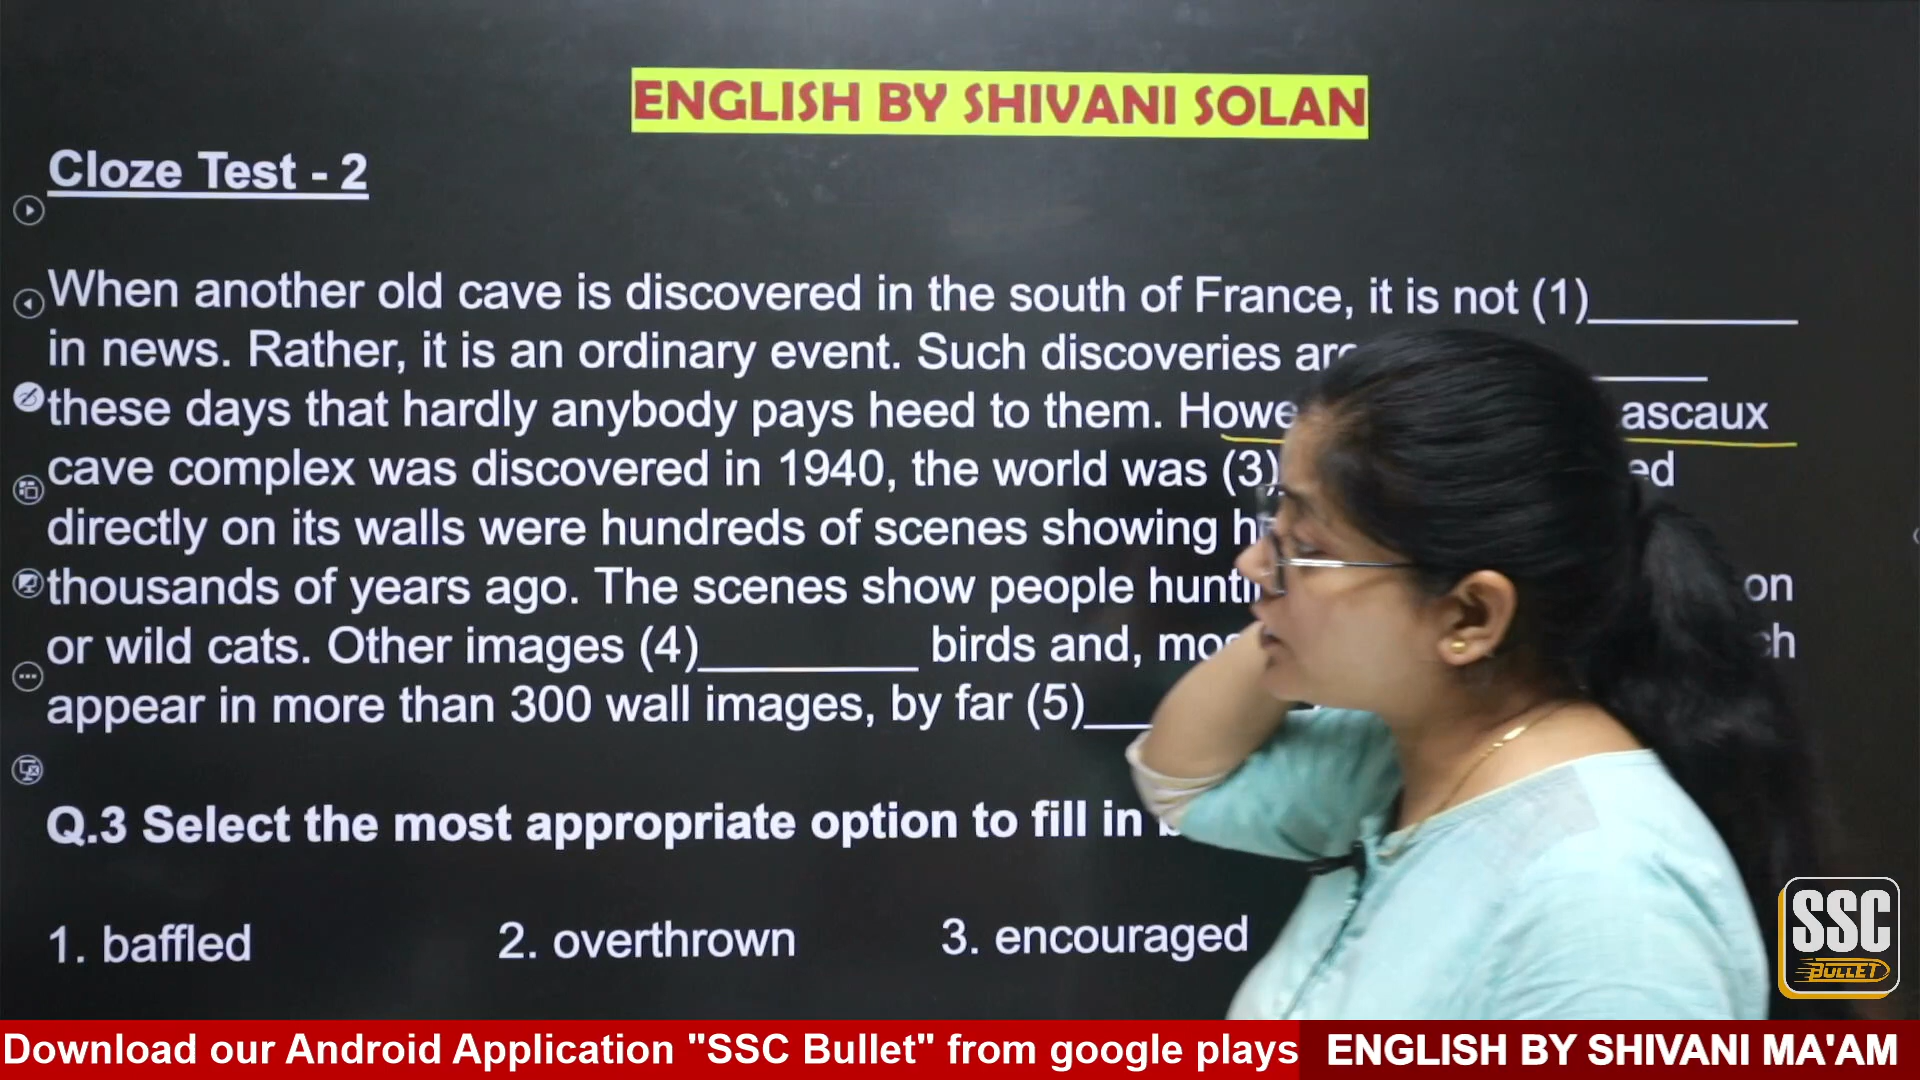 ENGLISH BY SHIVANI SOLAN
Cloze Test - 2
When another old cave is discovered in the south of France, it is not (1)________
in news. Rather, it is an ordinary event. Such discoveries are ________
these days that hardly anybody pays heed to them. ascaux
cave complex was discovered in 1940, the world was (3) ed
directly on its walls were hundreds of scenes showing
thousands of years ago. The scenes show people on
or wild cats. Other images (4)________ birds and, ch
appear in more than 300 wall images, by far (5)___
Q.3 Select the most appropriate option to fill in
1. baffled 2. overthrown 3. encouraged
SSC
BULLET
Download our Android Application "SSC Bullet" from google plays ENGLISH BY SHIVANI MA'AM